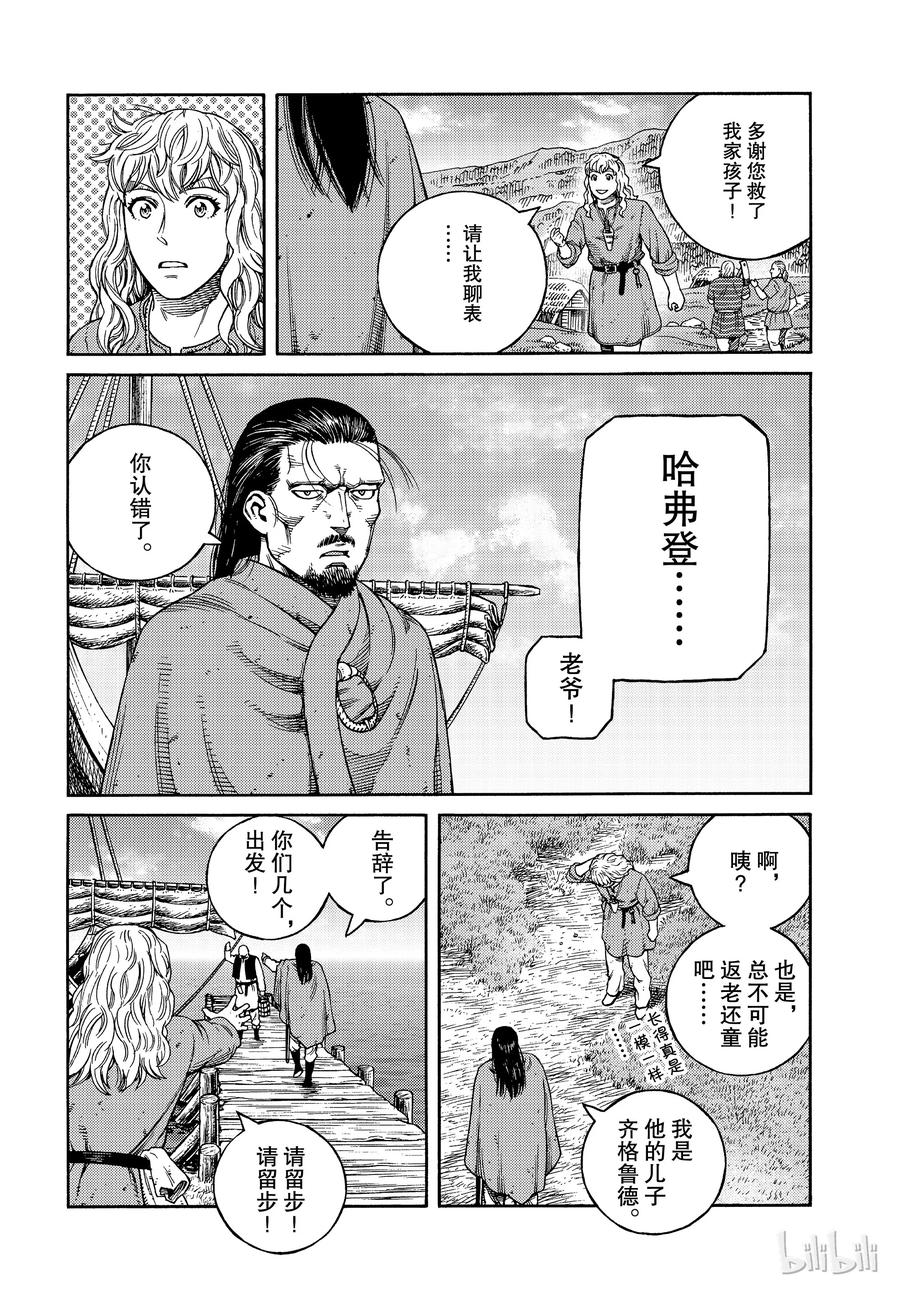 多谢您救了
我家孩子！
请让我聊表
……
哈弗登……
老爷！
你认错了。
啊，
咦？
也是，
总不可能
返老还童
吧……
长得真是
一模一样
……
我是
他的儿子
齐格鲁德。
告辞了。
你们几个，
出发！
请留步！
请留步！
bilibili